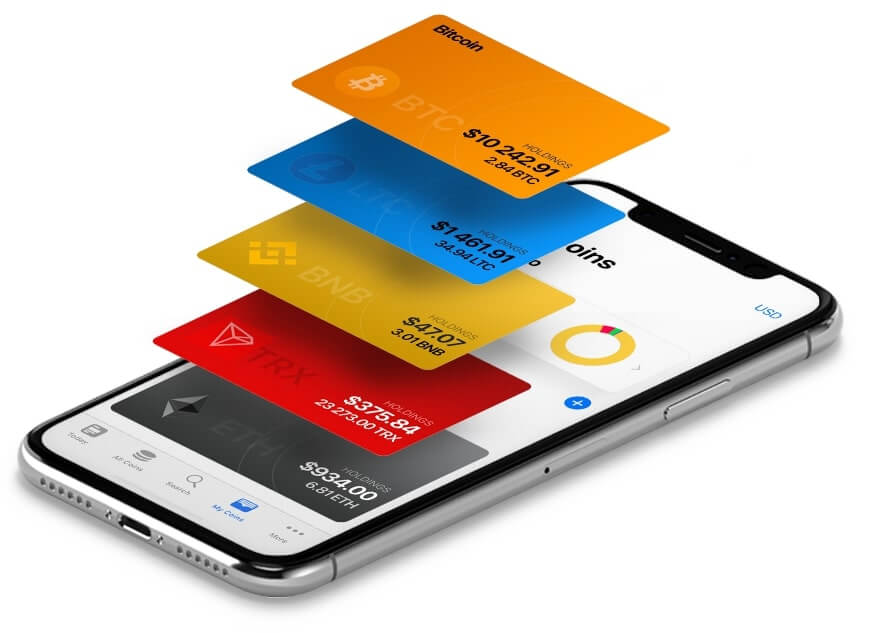 Bitcoin
BTC
HOLDINGS
$10 242.91
2.84 BTC
LTC
HOLDINGS
$1 461.91
34.94 LTC
oins
o
USD
BNB
HOLDINGS
$47.07
3.01 BNB
TRX
HOLDINGS
$375.84
23 273.00 TRX
ETH
HOLDINGS
$934.00
6.81 ETH
Today
All Coins
Search
My Coins
More